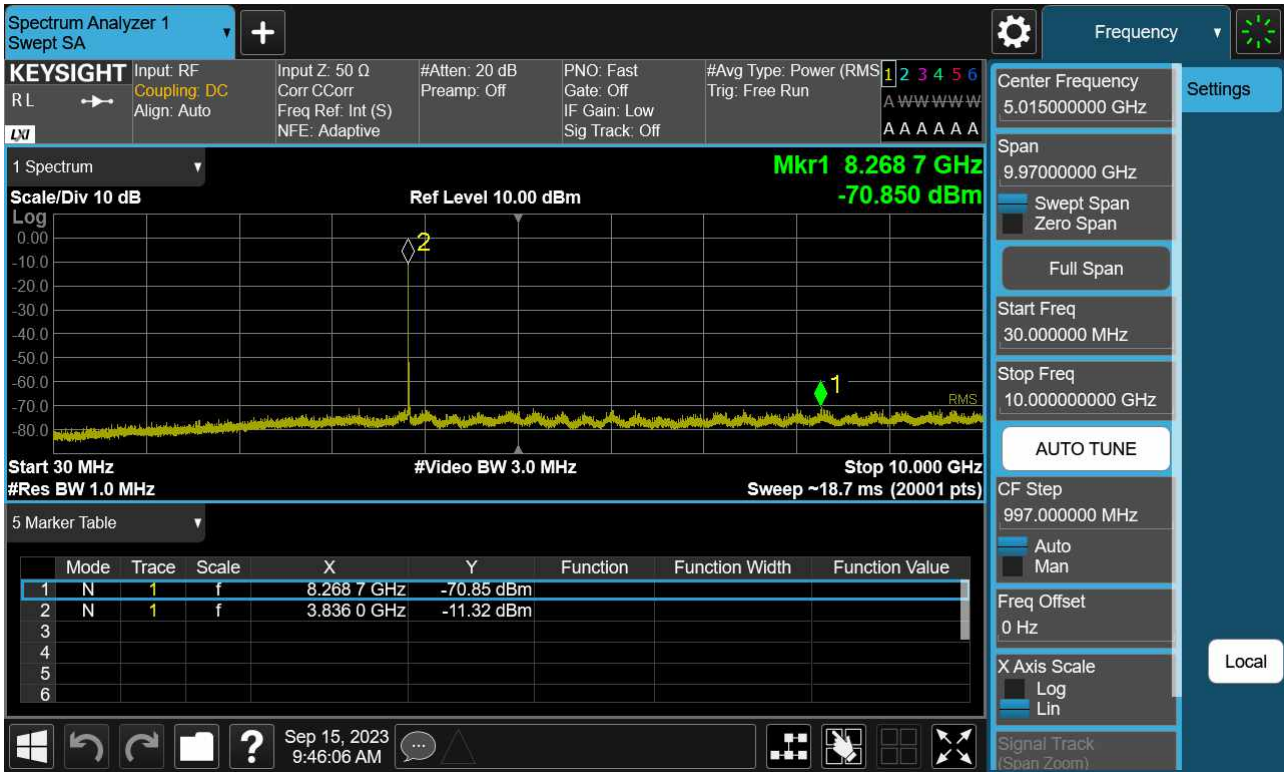 Spectrum Analyzer 1
Swept SA
+
Frequency
KEYSIGHT
RL
LXI
Input: RF
Coupling: DC
Align: Auto
Input Z: 50 Ω
Corr CCorr
Freq Ref: Int (S)
NFE: Adaptive
#Atten: 20 dB
Preamp: Off
PNO: Fast
Gate: Off
IF Gain: Low
Sig Track: Off
#Avg Type: Power (RMS
Trig: Free Run
1 2 3 4 5 6
A W W W W W
A A A A A A
1 Spectrum
Mkr1 8.268 7 GHz
-70.850 dBm
Scale/Div 10 dB
Ref Level 10.00 dBm
Log
0.00
-10.0
-20.0
-30.0
-40.0
-50.0
-60.0
-70.0
-80.0
2
1
RMS
Start 30 MHz
#Video BW 3.0 MHz
Stop 10.000 GHz
#Res BW 1.0 MHz
Sweep ~18.7 ms (20001 pts)
5 Marker Table
Mode Trace Scale X Y Function Function Width Function Value
1 N 1 f 8.268 7 GHz -70.85 dBm
2 N 1 f 3.836 0 GHz -11.32 dBm
3
4
5
6
Sep 15, 2023
9:46:06 AM
?
Center Frequency
5.015000000 GHz
Settings
Span
9.97000000 GHz
Swept Span
Zero Span
Full Span
Start Freq
30.000000 MHz
Stop Freq
10.000000000 GHz
AUTO TUNE
CF Step
997.000000 MHz
Auto
Man
Freq Offset
0 Hz
X Axis Scale
Log
Lin
Local
Signal Track
(Span Zoom)